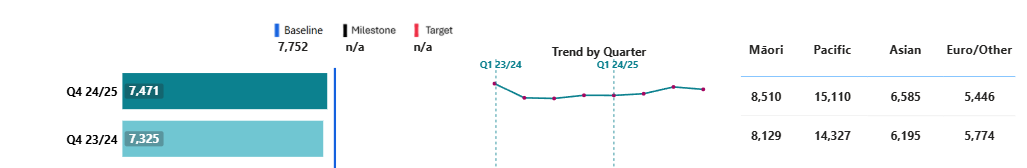 Baseline Milestone Target
7,752 n/a n/a
Trend by Quarter
Māori Pacific Asian Euro/Other
Q1 23/24 Q1 24/25
Q4 24/25 7,471 8,510 15,110 6,585 5,446
Q4 23/24 7,325 8,129 14,327 6,195 5,774